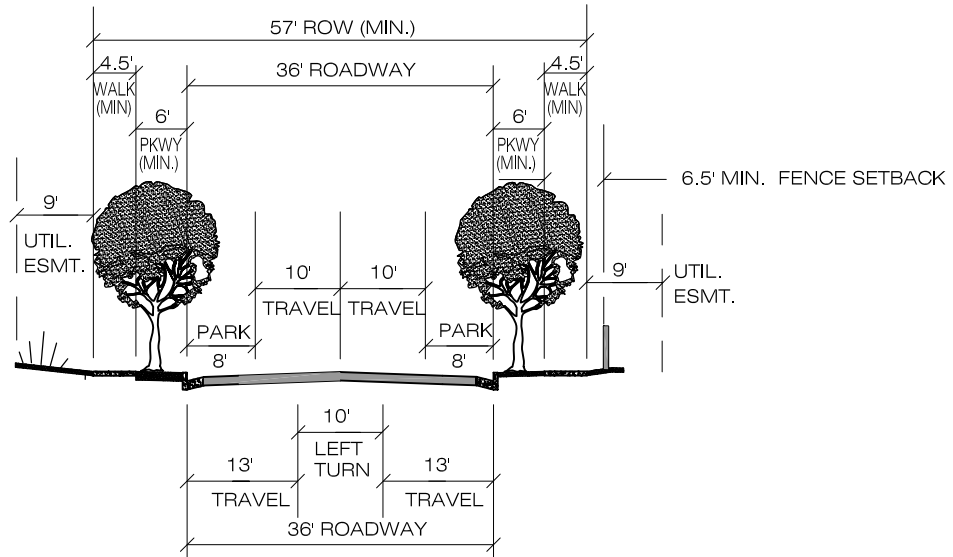 57' ROW (MIN.)
4.5'
WALK
(MIN)
36' ROADWAY
4.5'
WALK
(MIN)
6'
PKWY
(MIN.)
6'
PKWY
(MIN.)
6.5' MIN. FENCE SETBACK
9'
UTIL.
ESMT.
10'
TRAVEL
10'
TRAVEL
9'
UTIL.
ESMT.
PARK
8'
PARK
8'
10'
LEFT
TURN
13'
TRAVEL
13'
TRAVEL
36' ROADWAY